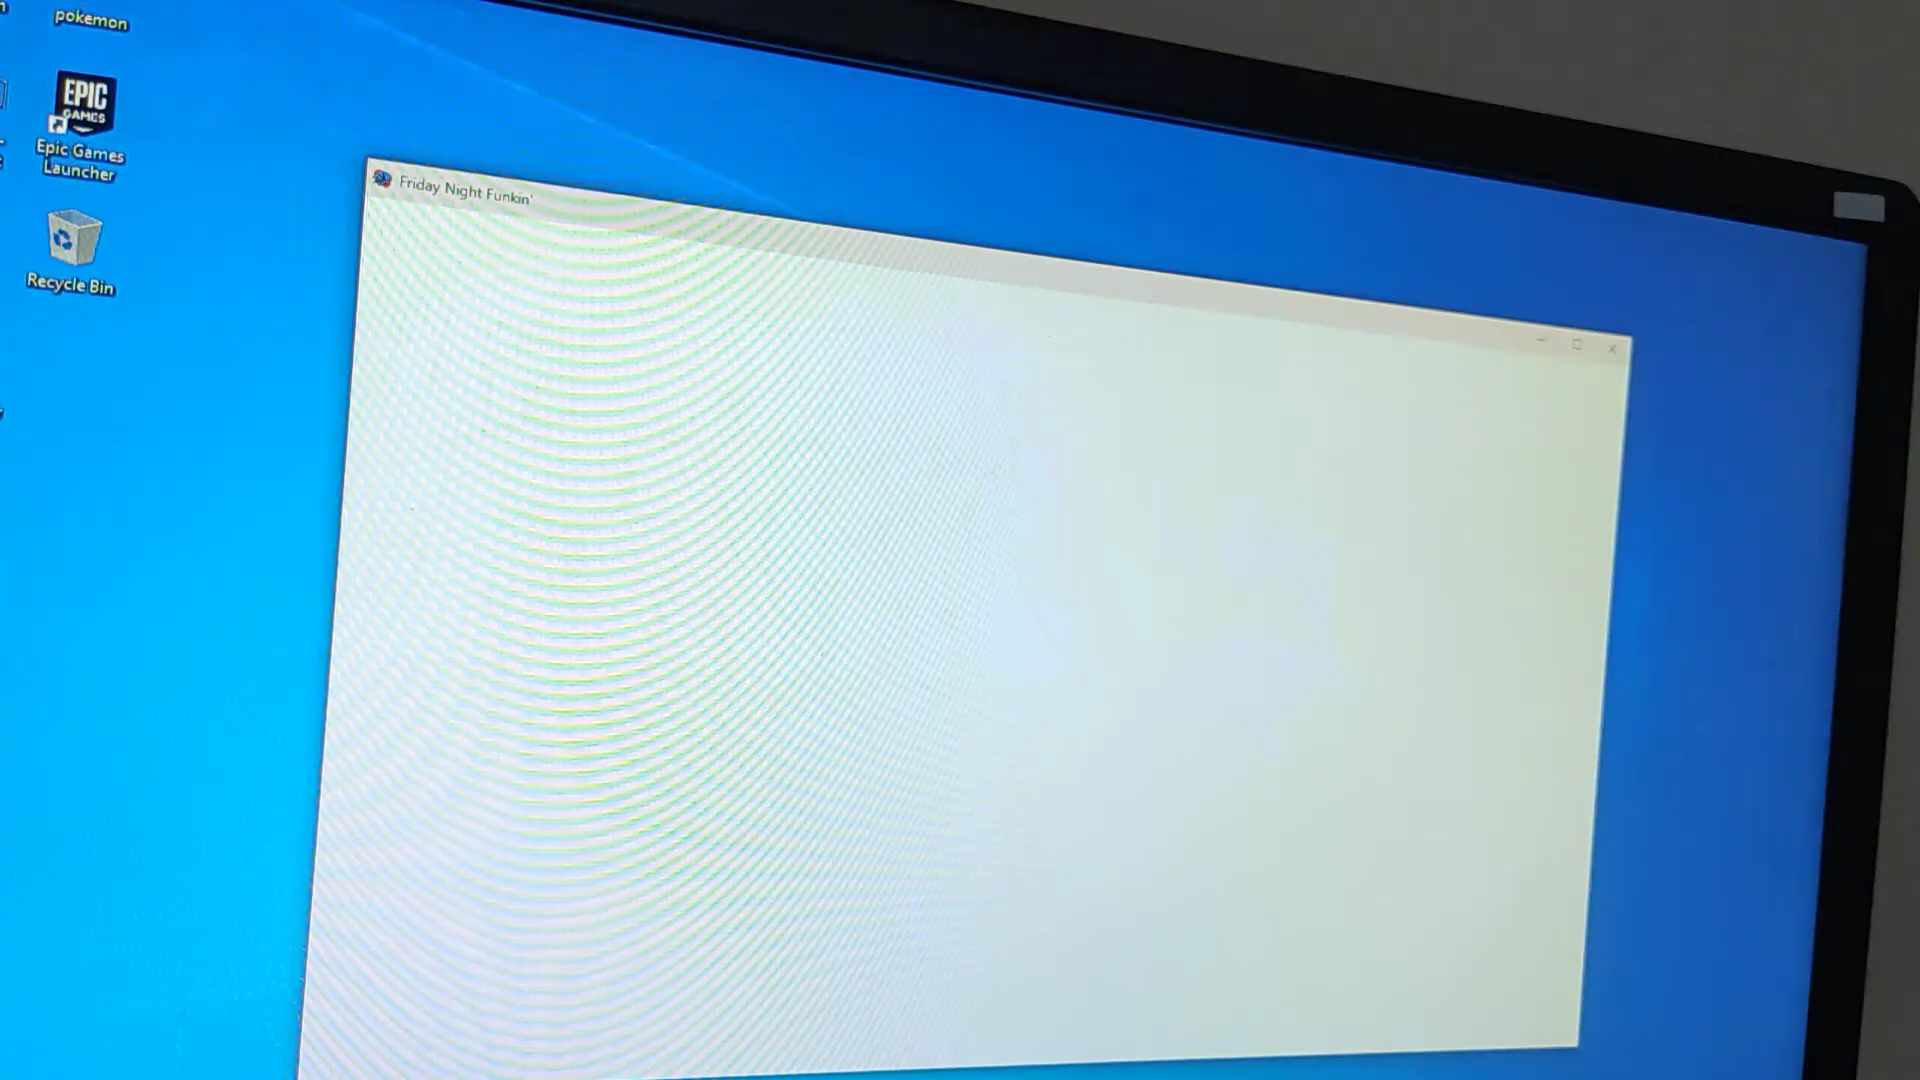 pokemon
EPIC
GAMES
Epic Games
Launcher
Recycle Bin
Friday Night Funkin'